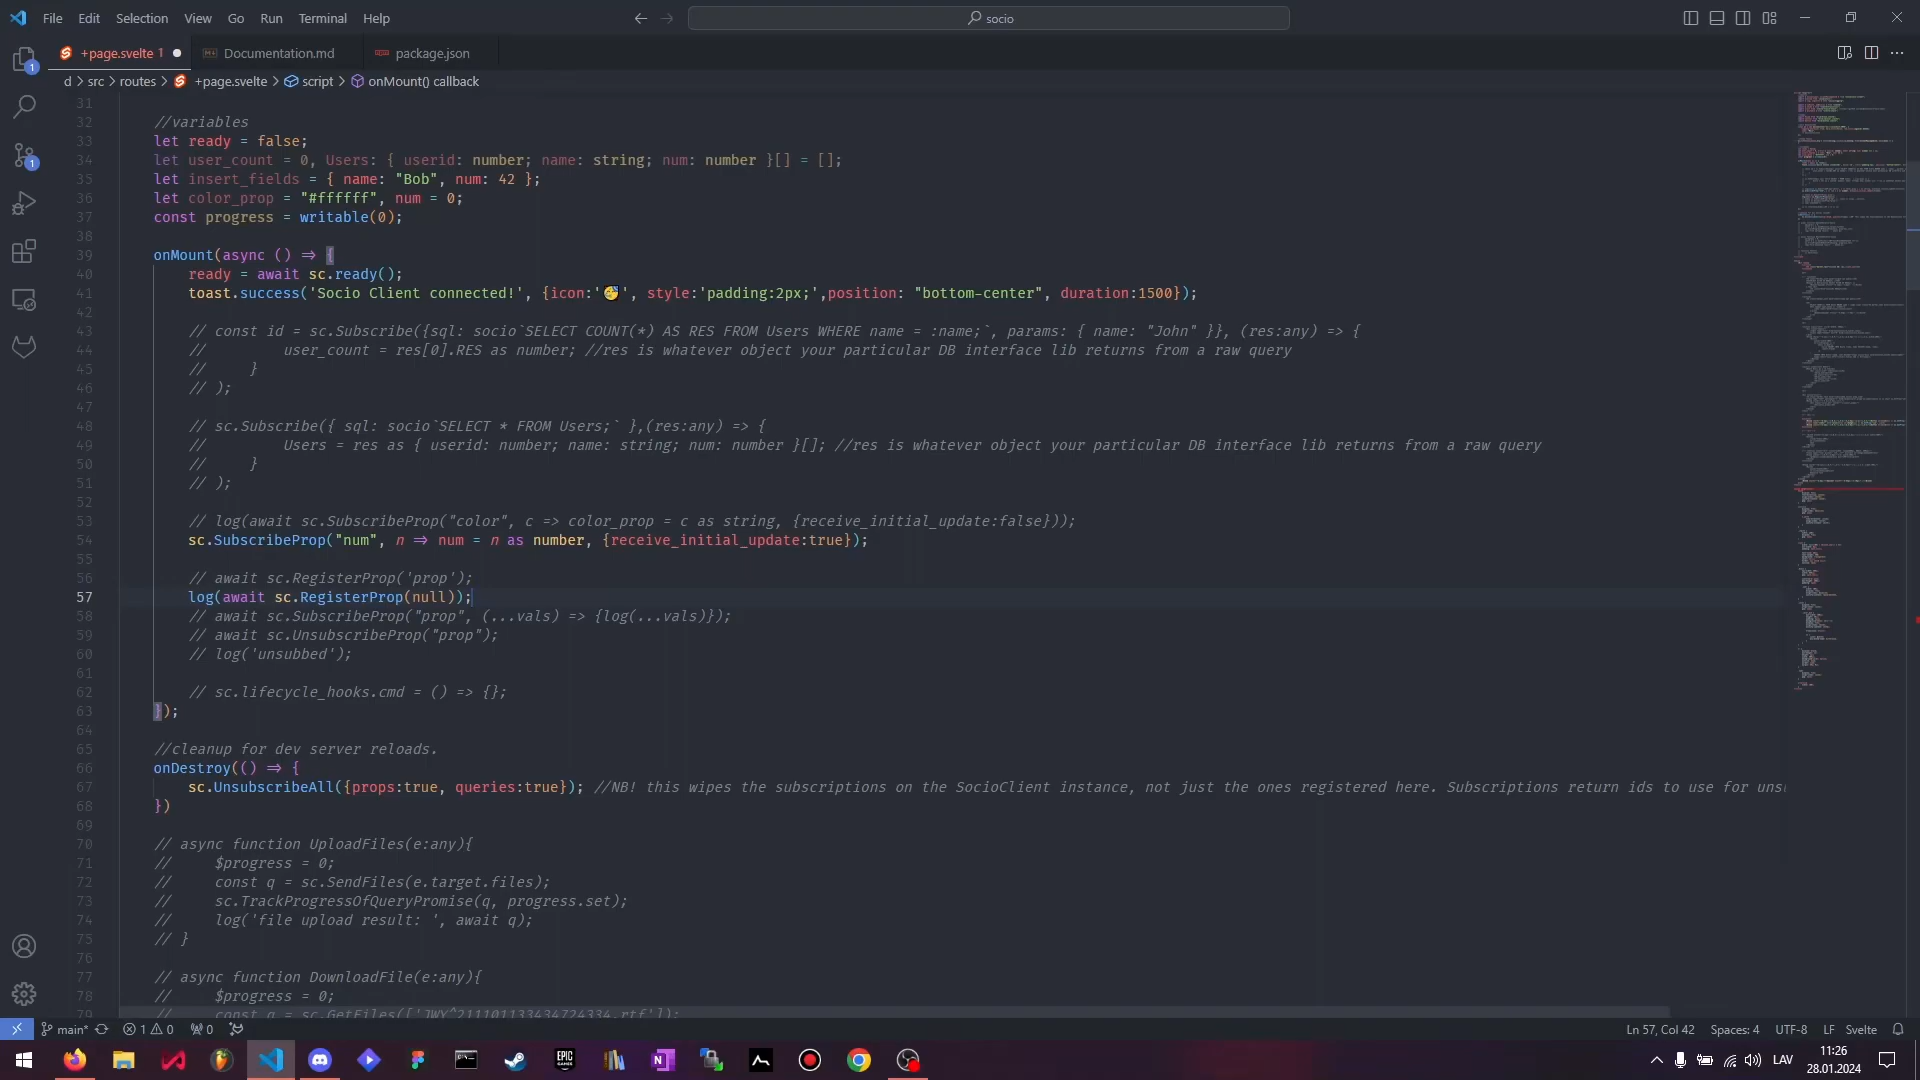 File Edit Selection View Go Run Terminal Help
socio
+page.svelte 1
Documentation.md
package.json
d > src > routes > +page.svelte > script > onMount() callback
31
32 //variables
33 let ready = false;
34 let user_count = 0, Users: { userid: number; name: string; num: number }[] = [];
35 let insert_fields = { name: "Bob", num: 42 };
36 let color_prop = "#ffffff", num = 0;
37 const progress = writable(0);
38
39 onMount(async () => {
40 ready = await sc.ready();
41 toast.success('Socio Client connected!', {icon:'🥳', style:'padding:2px;',position: "bottom-center", duration:1500});
42
43 // const id = sc.Subscribe({sql: socio`SELECT COUNT(*) AS RES FROM Users WHERE name = :name;`, params: { name: "John" }}, (res:any) => {
44 // user_count = res[0].RES as number; //res is whatever object your particular DB interface lib returns from a raw query
45 // }
46 // );
47
48 // sc.Subscribe({ sql: socio`SELECT * FROM Users;` },(res:any) => {
49 // Users = res as { userid: number; name: string; num: number }[]; //res is whatever object your particular DB interface lib returns from a raw query
50 // }
51 // );
52
53 // log(await sc.SubscribeProp("color", c => color_prop = c as string, {receive_initial_update:false}));
54 sc.SubscribeProp("num", n => num = n as number, {receive_initial_update:true});
55
56 // await sc.RegisterProp('prop');
57 log(await sc.RegisterProp(null));
58 // await sc.SubscribeProp("prop", (...vals) => {log(...vals)});
59 // await sc.UnsubscribeProp("prop");
60 // log('unsubbed');
61
62 // sc.lifecycle_hooks.cmd = () => {};
63 });
64
65 //cleanup for dev server reloads.
66 onDestroy(() => {
67 sc.UnsubscribeAll({props:true, queries:true}); //NB! this wipes the subscriptions on the SocioClient instance, not just the ones registered here. Subscriptions return ids to use for uns
68 })
69
70 // async function UploadFiles(e:any){
71 // $progress = 0;
72 // const q = sc.SendFiles(e.target.files);
73 // sc.TrackProgressOfQueryPromise(q, progress.set);
74 // log('file upload result: ', await q);
75 // }
76
77 // async function DownloadFile(e:any){
78 // $progress = 0;
79 // const q = sc.GetFiles(['JWY^211101133434724334.rtf']);
main* 1 0 0
Ln 57, Col 42 Spaces: 4 UTF-8 LF Svelte
LAV
11:26
28.01.2024